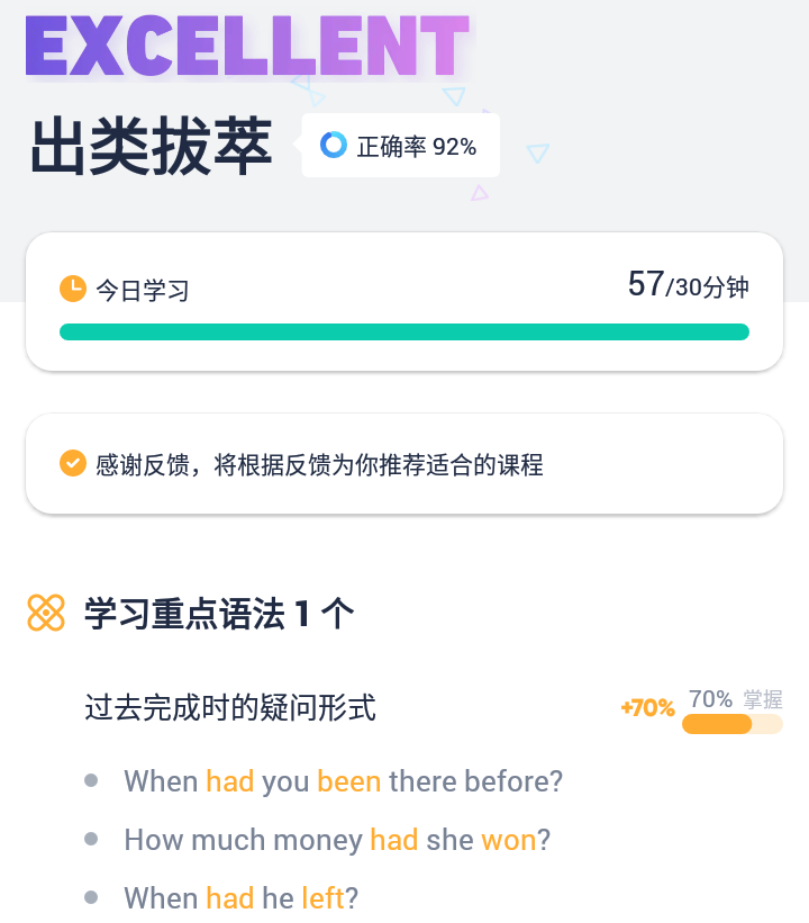 EXCELLENT
出类拔萃
正确率 92%
今日学习
57/30分钟
感谢反馈，将根据反馈为你推荐适合的课程
学习重点语法 1 个
过去完成时的疑问形式
+70%
70% 掌握
When had you been there before?
How much money had she won?
When had he left?